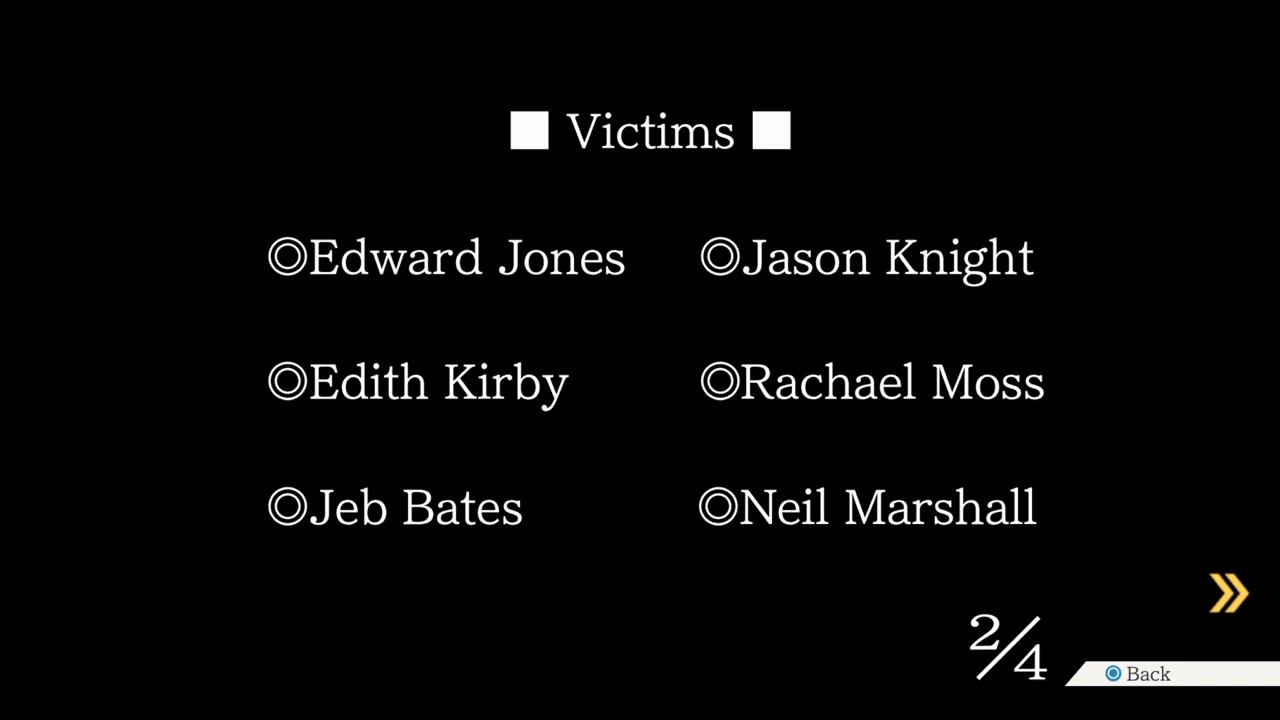 ■ Victims ■
◎Edward Jones ◎Jason Knight
◎Edith Kirby ◎Rachael Moss
◎Jeb Bates ◎Neil Marshall
2/4
Back